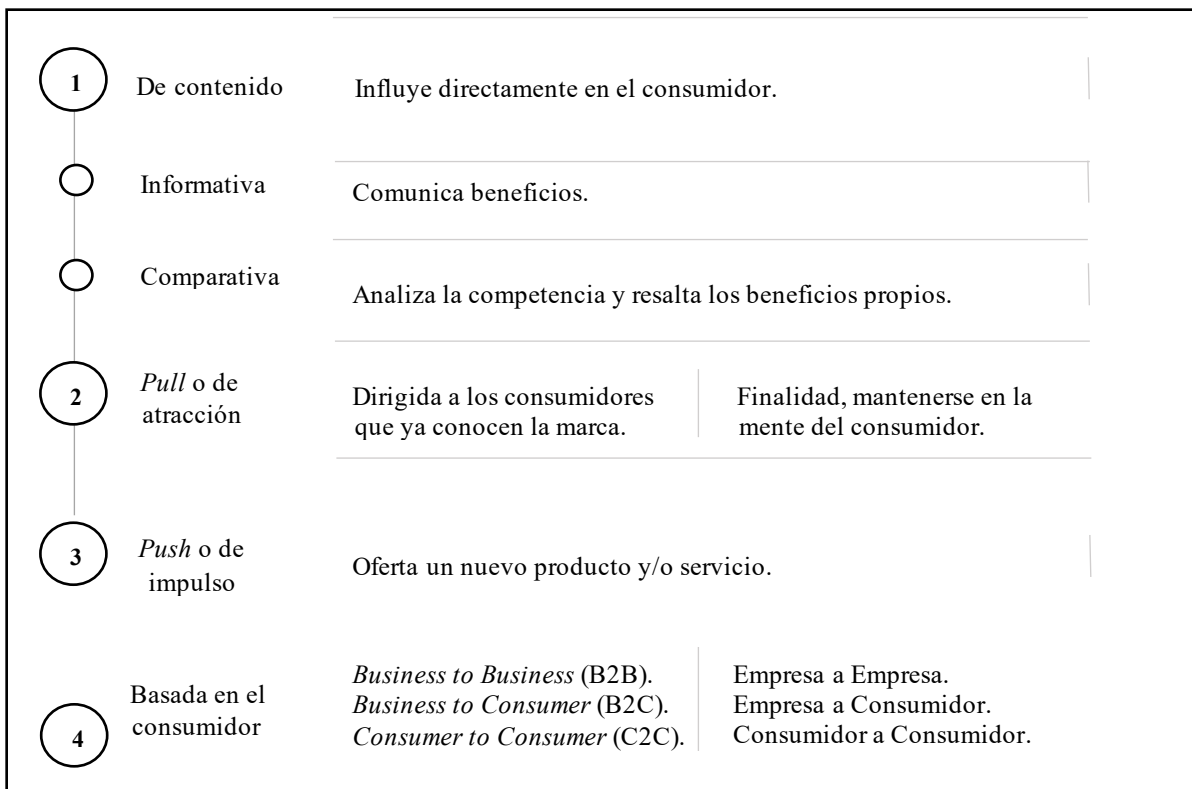 1
De contenido
Influye directamente en el consumidor.
Informativa
Comunica beneficios.
Comparativa
Analiza la competencia y resalta los beneficios propios.
2
Pull o de
atracción
Dirigida a los consumidores
que ya conocen la marca.
Finalidad, mantenerse en la
mente del consumidor.
3
Push o de
impulso
Oferta un nuevo producto y/o servicio.
4
Basada en el
consumidor
Business to Business (B2B).
Business to Consumer (B2C).
Consumer to Consumer (C2C).
Empresa a Empresa.
Empresa a Consumidor.
Consumidor a Consumidor.